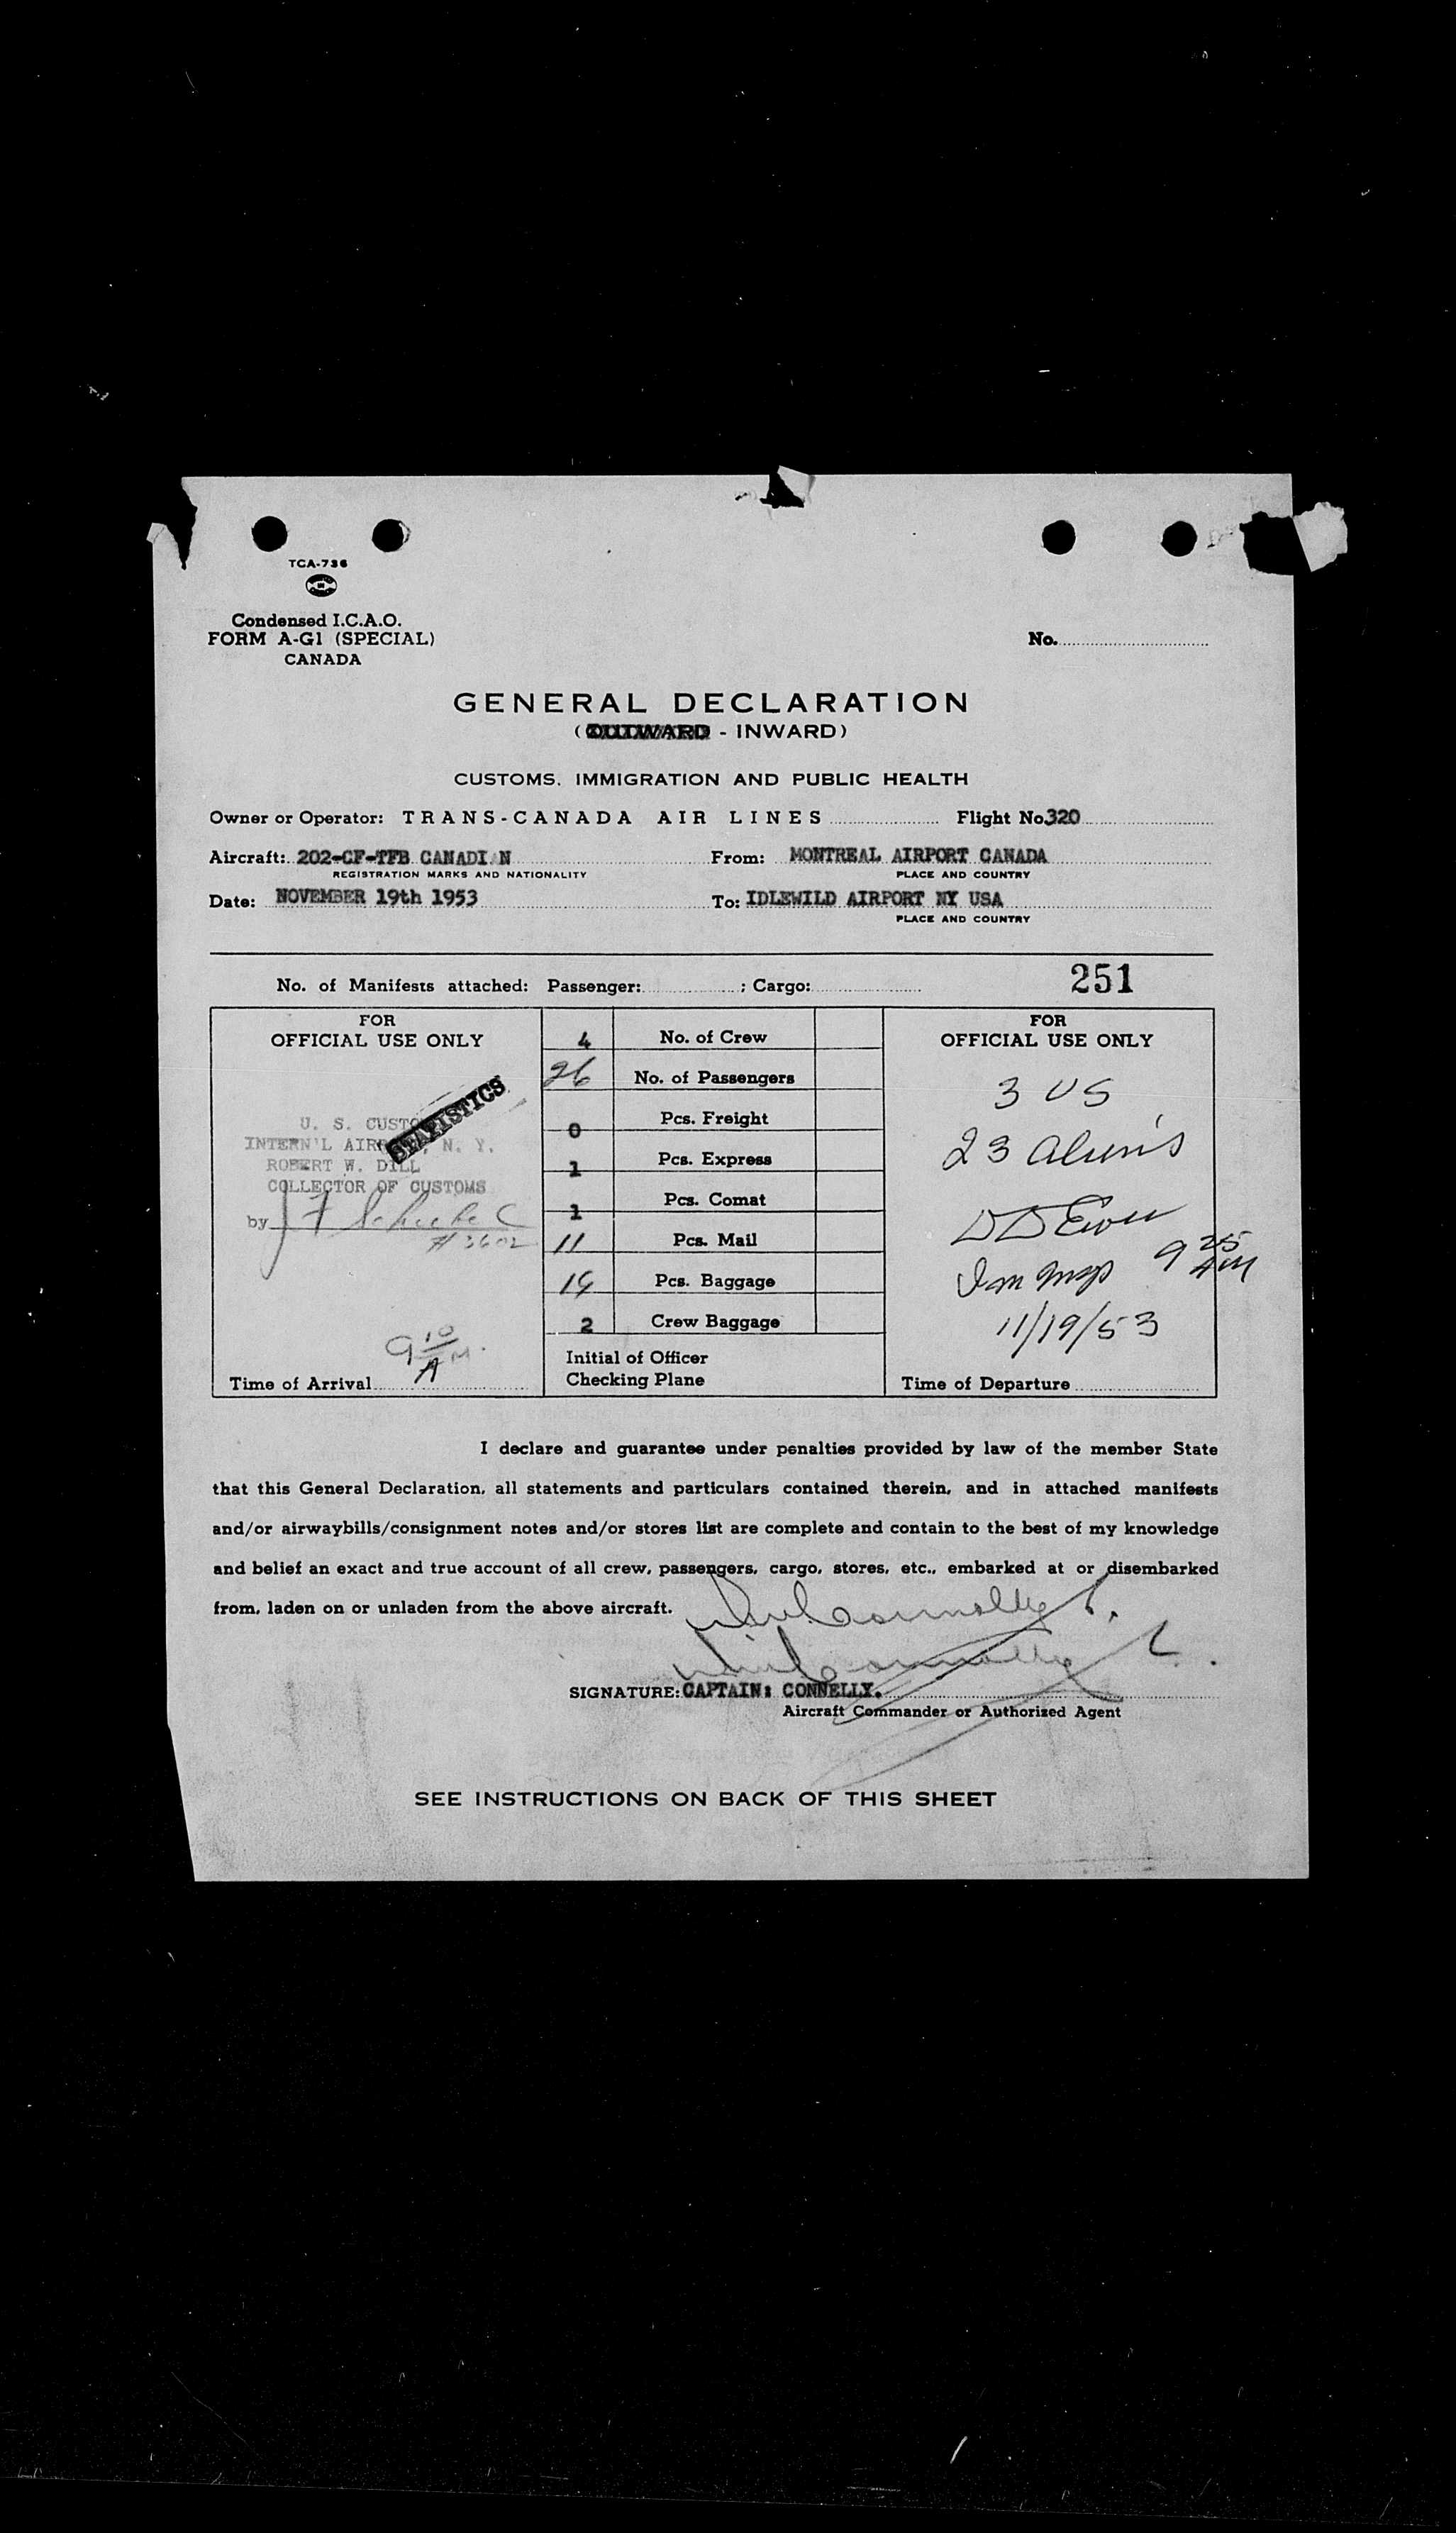 TCA-736
Condensed I.C.A.O.
FORM A-G1 (SPECIAL)
CANADA
No.
GENERAL DECLARATION
(OUTWARD - INWARD)
CUSTOMS, IMMIGRATION AND PUBLIC HEALTH
Owner or Operator: TRANS-CANADA AIR LINES Flight No. 320
Aircraft: 202-CF-TFB CANADI N From: MONTREAL AIRPORT CANADA
REGISTRATION MARKS AND NATIONALITY PLACE AND COUNTRY
Date: NOVEMBER 19th 1953 To: IDLEWILD AIRPORT NY USA
PLACE AND COUNTRY
No. of Manifests attached: Passenger: ; Cargo: 251
FOR
OFFICIAL USE ONLY
STATISTICS
U. S. CUSTO
INTERN'L AIR , N. Y.
ROBERT W. DILL
COLLECTOR OF CUSTOMS
by J F
9 10 AM.
Time of Arrival
4 No. of Crew
26 No. of Passengers
0 Pcs. Freight
1 Pcs. Express
1 Pcs. Comat
11 Pcs. Mail
Pcs. Baggage
2 Crew Baggage
Initial of Officer
Checking Plane
FOR
OFFICIAL USE ONLY
3 US
23 Aliens
DD Ewen
Imm Insp 9 25 AM
11/19/53
Time of Departure
I declare and guarantee under penalties provided by law of the member State
that this General Declaration, all statements and particulars contained therein, and in attached manifests
and/or airwaybills/consignment notes and/or stores list are complete and contain to the best of my knowledge
and belief an exact and true account of all crew, passengers, cargo, stores, etc., embarked at or disembarked
from, laden on or unladen from the above aircraft.
SIGNATURE: CAPTAIN: CONNELLY.
Aircraft Commander or Authorized Agent
SEE INSTRUCTIONS ON BACK OF THIS SHEET